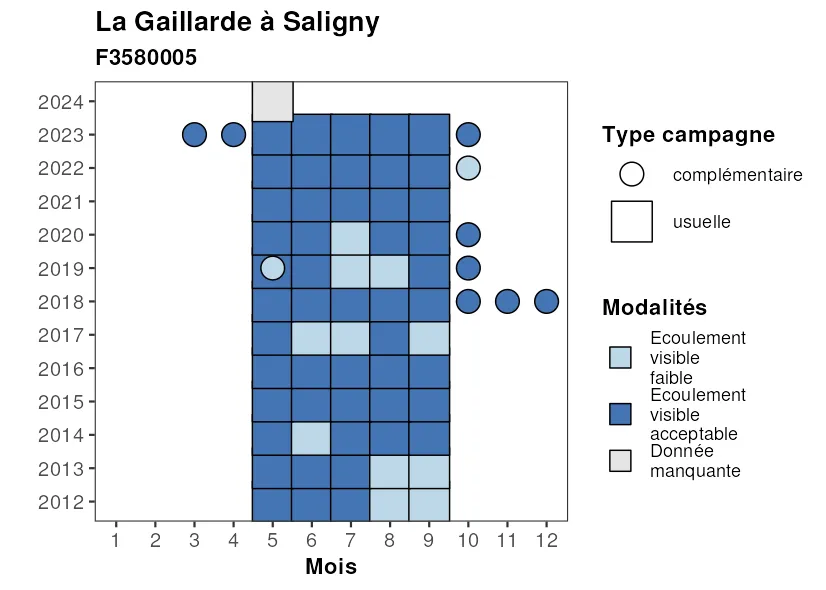 La Gaillarde à Saligny
F3580005
2024
2023
2022
2021
2020
2019
2018
2017
2016
2015
2014
2013
2012
1 2 3 4 5 6 7 8 9 10 11 12
Mois
Type campagne
complémentaire
usuelle
Modalités
Ecoulement
visible
faible
Ecoulement
visible
acceptable
Donnée
manquante